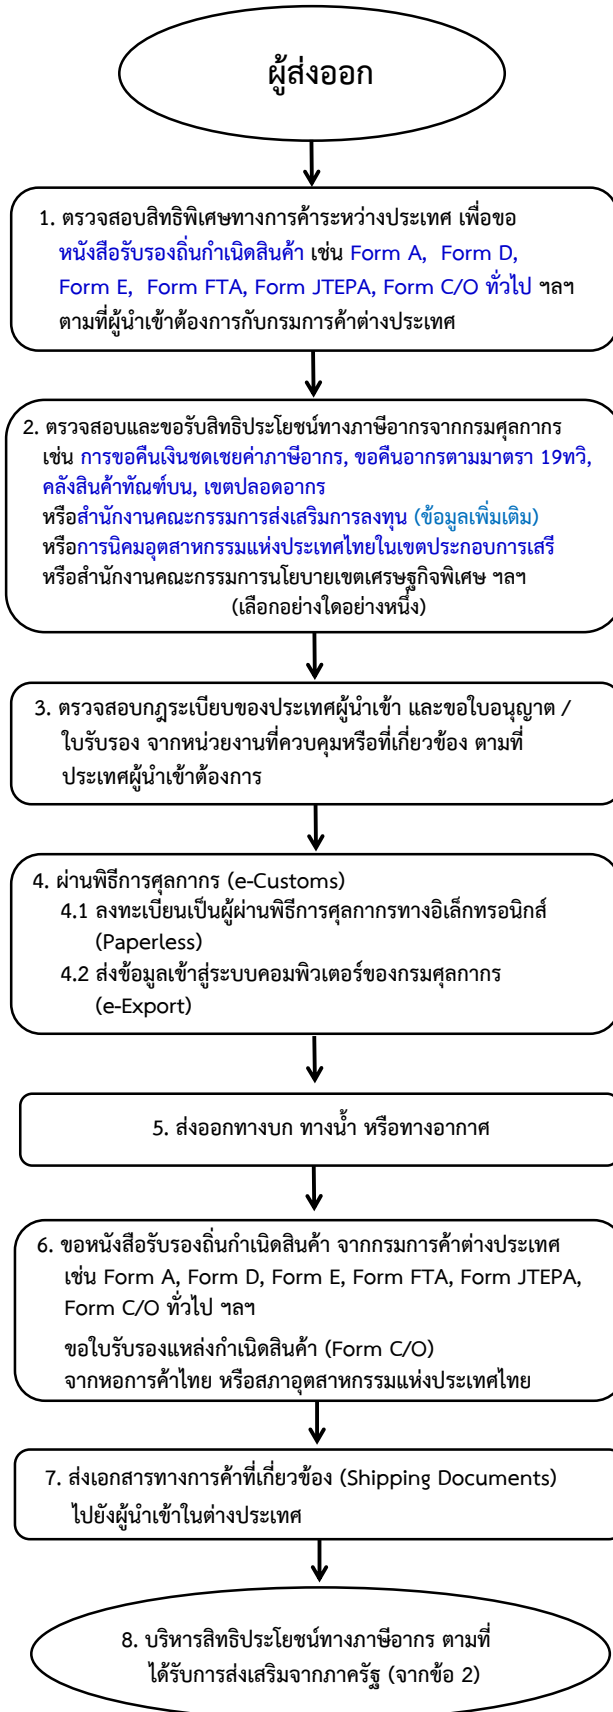 ผู้ส่งออก
1. ตรวจสอบสิทธิพิเศษทางการค้าระหว่างประเทศ เพื่อขอ
หนังสือรับรองถิ่นกำเนิดสินค้า เช่น Form A, Form D,
Form E, Form FTA, Form JTEPA, Form C/O ทั่วไป ฯลฯ
ตามที่ผู้นำเข้าต้องการกับกรมการค้าต่างประเทศ
2. ตรวจสอบและขอรับสิทธิประโยชน์ทางภาษีอากรจากกรมศุลกากร
เช่น การขอคืนเงินชดเชยค่าภาษีอากร, ขอคืนอากรตามมาตรา 19ทวิ,
คลังสินค้าทัณฑ์บน, เขตปลอดอากร
หรือสำนักงานคณะกรรมการส่งเสริมการลงทุน (ข้อมูลเพิ่มเติม)
หรือการนิคมอุตสาหกรรมแห่งประเทศไทยในเขตประกอบการเสรี
หรือสำนักงานคณะกรรมการนโยบายเขตเศรษฐกิจพิเศษ ฯลฯ
(เลือกอย่างใดอย่างหนึ่ง)
3. ตรวจสอบกฎระเบียบของประเทศผู้นำเข้า และขอใบอนุญาต /
ใบรับรอง จากหน่วยงานที่ควบคุมหรือที่เกี่ยวข้อง ตามที่
ประเทศผู้นำเข้าต้องการ
4. ผ่านพิธีการศุลกากร (e-Customs)
4.1 ลงทะเบียนเป็นผู้ผ่านพิธีการศุลกากรทางอิเล็กทรอนิกส์
(Paperless)
4.2 ส่งข้อมูลเข้าสู่ระบบคอมพิวเตอร์ของกรมศุลกากร
(e-Export)
5. ส่งออกทางบก ทางน้ำ หรือทางอากาศ
6. ขอหนังสือรับรองถิ่นกำเนิดสินค้า จากกรมการค้าต่างประเทศ
เช่น Form A, Form D, Form E, Form FTA, Form JTEPA,
Form C/O ทั่วไป ฯลฯ
ขอใบรับรองแหล่งกำเนิดสินค้า (Form C/O)
จากหอการค้าไทย หรือสภาอุตสาหกรรมแห่งประเทศไทย
7. ส่งเอกสารทางการค้าที่เกี่ยวข้อง (Shipping Documents)
ไปยังผู้นำเข้าในต่างประเทศ
8. บริหารสิทธิประโยชน์ทางภาษีอากร ตามที่
ได้รับการส่งเสริมจากภาครัฐ (จากข้อ 2)